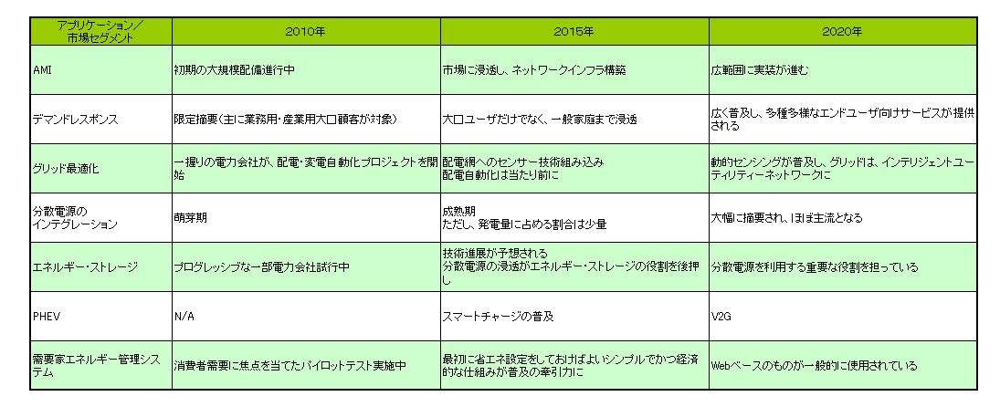 アプリケーション／
市場セグメント
2010年
2015年
2020年
AMI
初期の大規模配備進行中
市場に浸透し、ネットワークインフラ構築
広範囲に実装が進む
デマンドレスポンス
限定摘要（主に業務用・産業用大口顧客が対象）
大口ユーザだけでなく、一般家庭まで浸透
広く普及し、多種多様なエンドユーザ向けサービスが提供
される
グリッド最適化
一握りの電力会社が、配電・変電自動化プロジェクトを開
始
配電網へのセンサー技術組み込み
配電自動化は当たり前に
動的センシングが普及し、グリッドは、インテリジェントユー
ティリティーネットワークに
分散電源の
インテグレーション
萌芽期
成熟期
ただし、発電量に占める割合は少量
大幅に摘要され、ほぼ主流となる
エネルギー・ストレージ
プログレッシブな一部電力会社試行中
技術進展が予想される
分散電源の浸透がエネルギー・ストレージの役割を後押
し
分散電源を利用する重要な役割を担っている
PHEV
N/A
スマートチャージの普及
V2G
需要家エネルギー管理シス
テム
消費者需要に焦点を当てたパイロットテスト実施中
最初に省エネ設定をしておけばよいシンプルでかつ経済
的な仕組みが普及の牽引力に
Webベースのものが一般的に使用されている